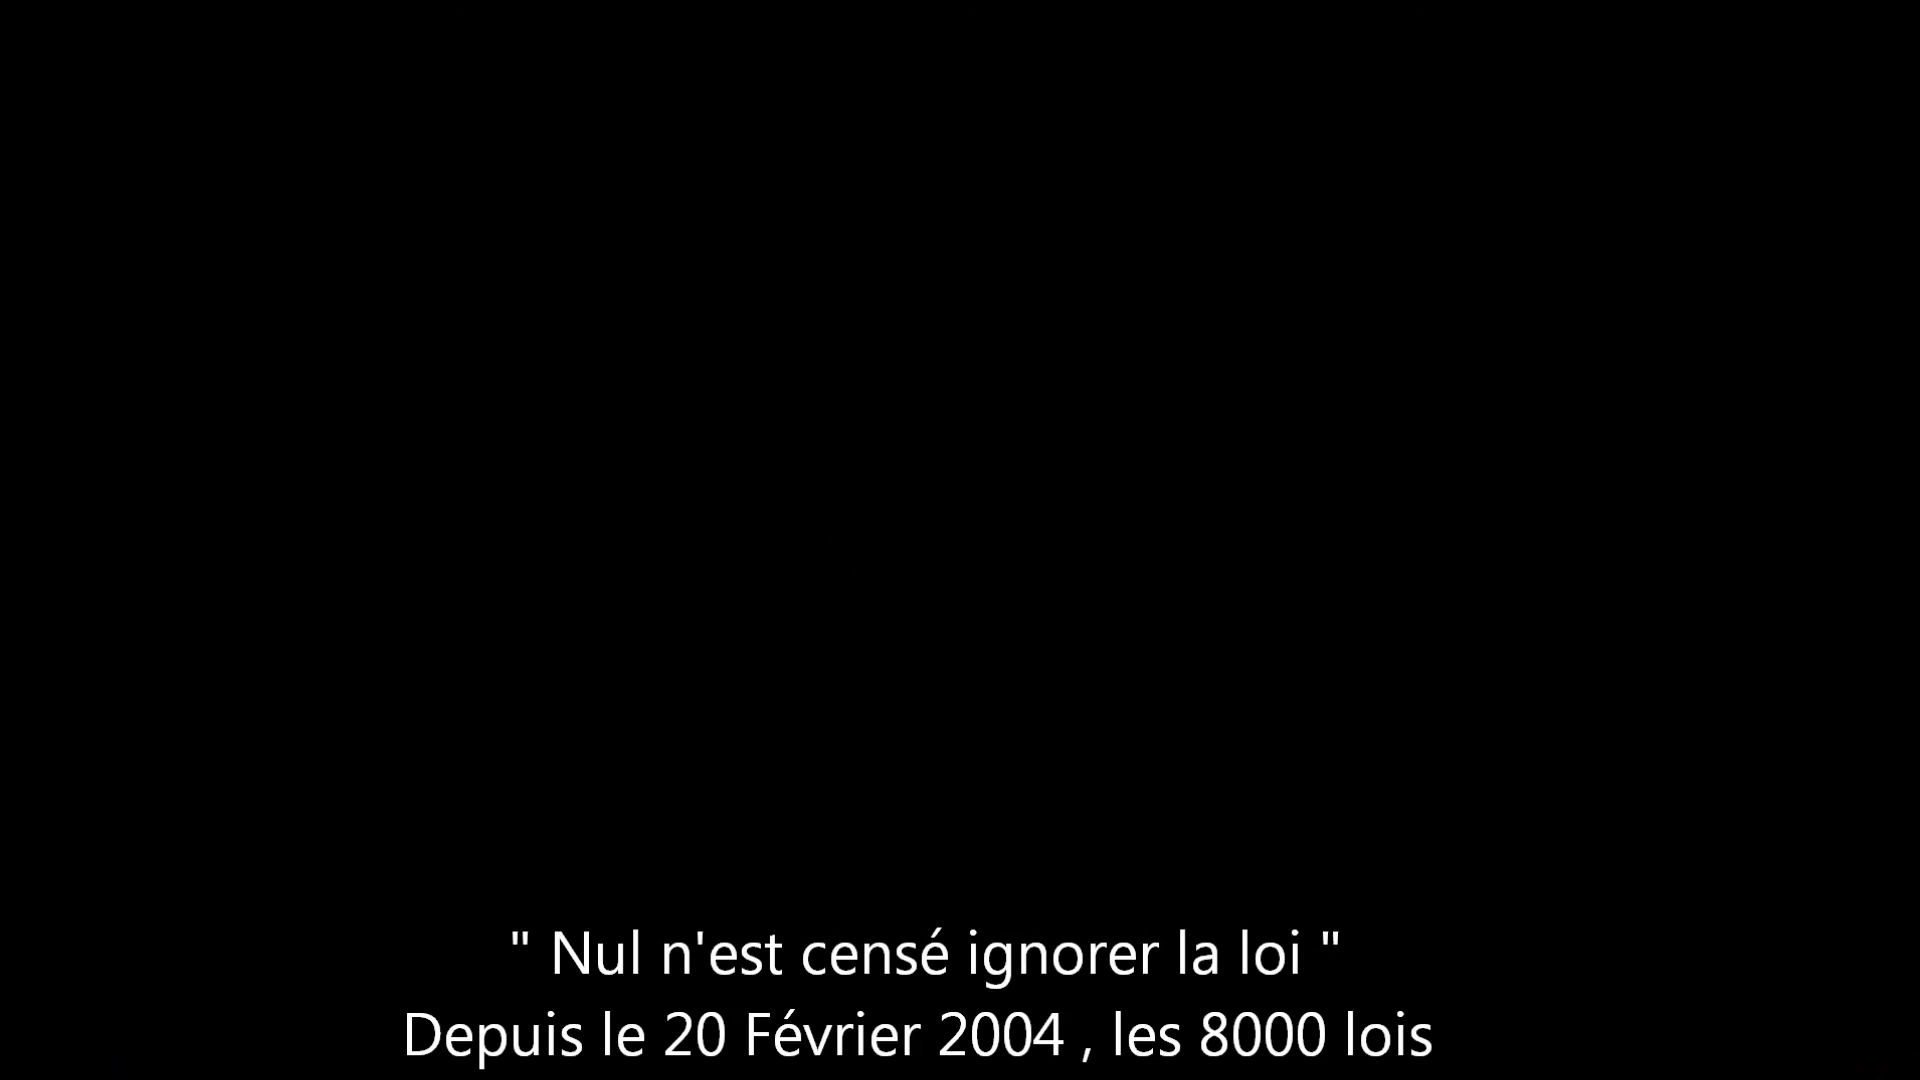 " Nul n'est censé ignorer la loi "
Depuis le 20 Février 2004 , les 8000 lois